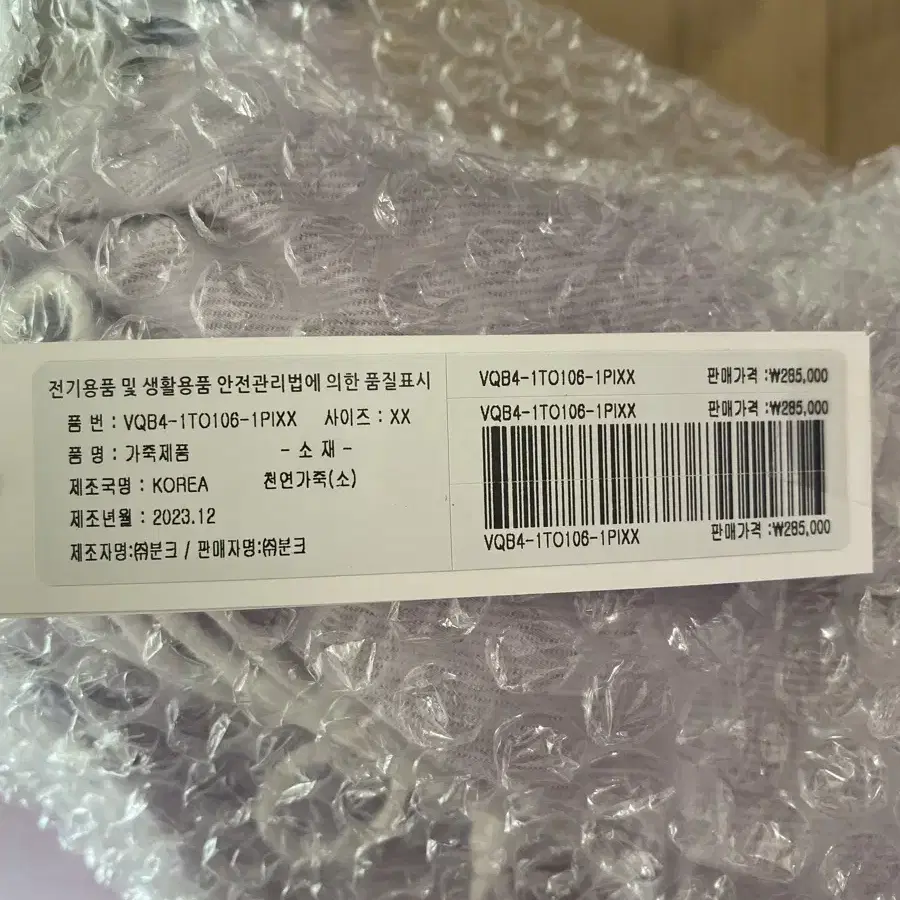 전기용품 및 생활용품 안전관리법에 의한 품질표시
품 번 : VQB4-1TO106-1PIXX 사이즈 : XX
품 명 : 가죽제품 - 소 재 -
제조국명 : KOREA 천연가죽(소)
제조년월 : 2023.12
제조자명:㈜분크 / 판매자명:㈜분크
VQB4-1TO106-1PIXX 판매가격 :₩285,000
VQB4-1TO106-1PIXX 판매가격 :₩285,000
VQB4-1TO106-1PIXX 판매가격 :₩285,000